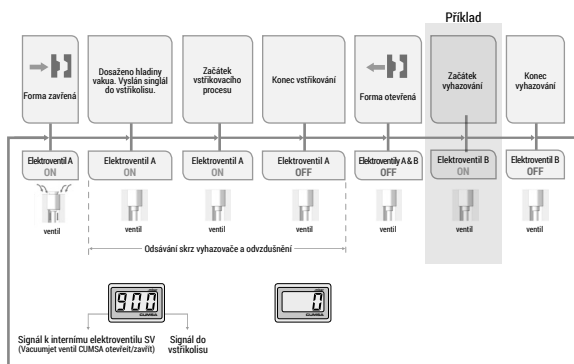 Příklad
Forma zavřená
Dosaženo hladiny
vakua. Vyslán singlál
do vstřikolisu.
Začátek
vstřikovacího
procesu
Konec vstřikování
Forma otevřená
Začátek
vyhazování
Konec
vyhazování
Elektroventil A
ON
Elektroventil A
ON
Elektroventil A
ON
Elektroventil A
OFF
Elektroventily A & B
OFF
Elektroventil B
ON
Elektroventil B
OFF
ventil
ventil
ventil
ventil
ventil
ventil
ventil
Odsávání skrz vyhazovače a odvzdušnění
900
CUMSA
0
CUMSA
Signál k internímu elektroventilu SV
(Vacuumjet ventil CUMSA otevřeít/zavřít)
Signál do
vstřikolisu